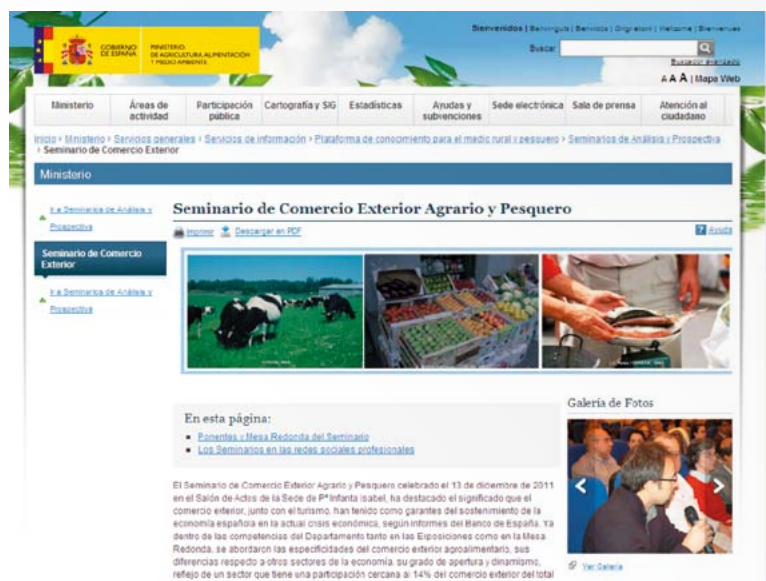 Bienvenidos | Benvinguts | Benvidos | Ongi etorri | Welcome | Bienvenues
GOBIERNO DE ESPAÑA
MINISTERIO DE AGRICULTURA, ALIMENTACIÓN Y MEDIO AMBIENTE
Buscar
Buscador avanzado
A A A | Mapa Web
Ministerio
Áreas de actividad
Participación pública
Cartografía y SIG
Estadísticas
Ayudas y subvenciones
Sede electrónica
Sala de prensa
Atención al ciudadano
Inicio > Ministerio > Servicios generales > Servicios de información > Plataforma de conocimiento para el medio rural y pesquero > Seminarios de Análisis y Prospectiva
> Seminario de Comercio Exterior
Ministerio
Ir a Seminarios de Análisis y
Prospectiva
Seminario de Comercio
Exterior
Ir a Seminarios de Análisis y
Prospectiva
Seminario de Comercio Exterior Agrario y Pesquero
Imprimir Descargar en PDF
? Ayuda
En esta página:
Ponentes y Mesa Redonda del Seminario
Los Seminarios en las redes sociales profesionales
El Seminario de Comercio Exterior Agrario y Pesquero celebrado el 13 de diciembre de 2011
en el Salón de Actos de la Sede de Pº Infanta Isabel, ha destacado el significado que el
comercio exterior, junto con el turismo, han tenido como garantes del sostenimiento de la
economía española en la actual crisis económica, según informes del Banco de España. Ya
dentro de las competencias del Departamento tanto en las Exposiciones como en la Mesa
Redonda, se abordaron las especificidades del comercio exterior agroalimentario, sus
diferencias respecto a otros sectores de la economía, su grado de apertura y dinamismo,
reflejo de un sector que tiene una participación cercana al 14% del comercio exterior del total
Galería de Fotos
Ver Galería